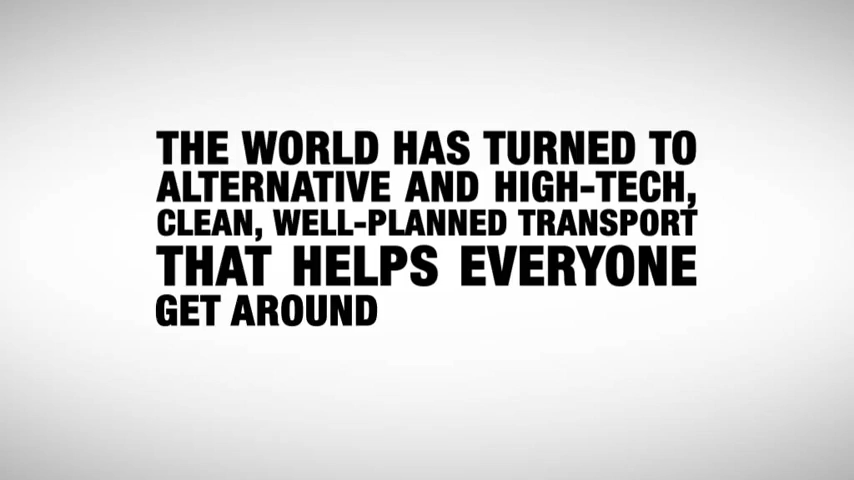 THE WORLD HAS TURNED TO
ALTERNATIVE AND HIGH-TECH,
CLEAN, WELL-PLANNED TRANSPORT
THAT HELPS EVERYONE
GET AROUND